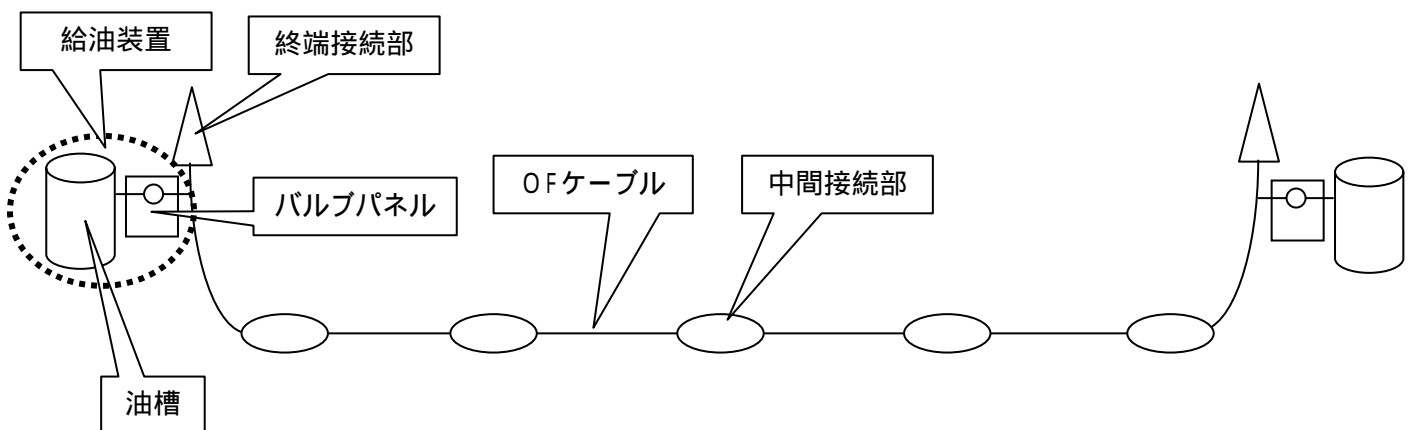 給油装置
終端接続部
OFケーブル
中間接続部
バルブパネル
油槽